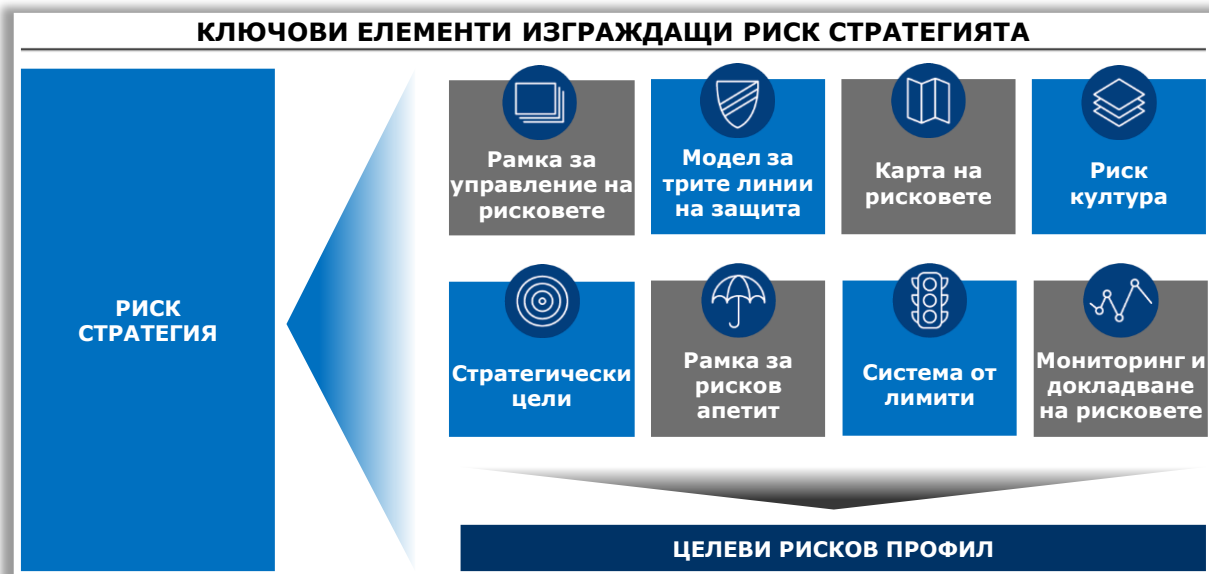 КЛЮЧОВИ ЕЛЕМЕНТИ ИЗГРАЖДАЩИ РИСК СТРАТЕГИЯТА
РИСК
СТРАТЕГИЯ
Рамка за
управление на
рисковете
Модел за
трите линии
на защита
Карта на
рисковете
Риск
култура
Стратегически
цели
Рамка за
рисков
апетит
Система от
лимити
Мониторинг и
докладване
на рисковете
ЦЕЛЕВИ РИСКОВ ПРОФИЛ